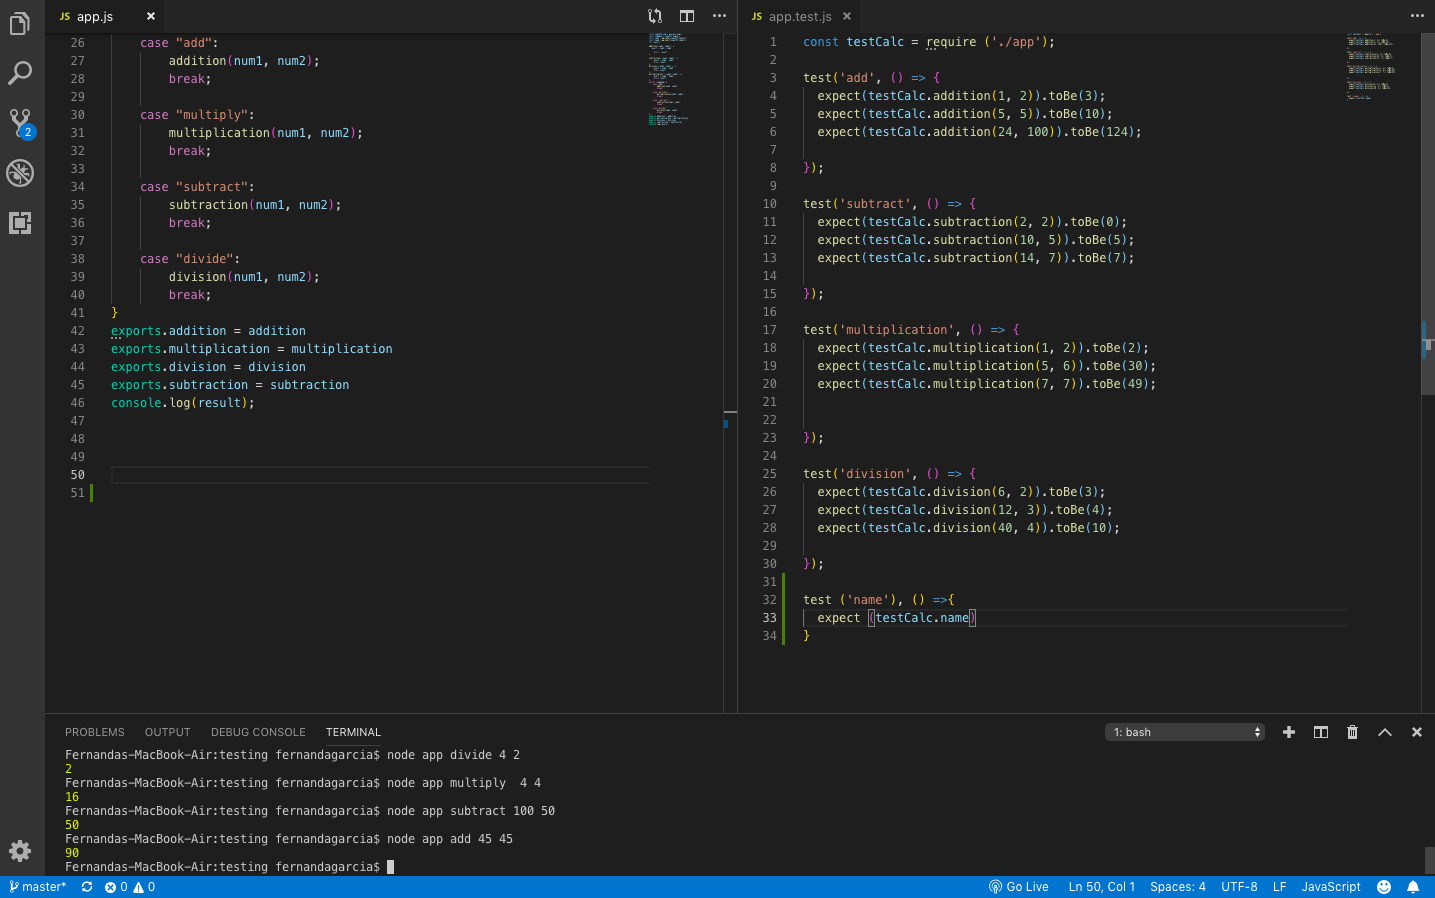 JS app.js ×
26 case "add":
27 addition(num1, num2);
28 break;
29
30 case "multiply":
31 multiplication(num1, num2);
32 break;
33
34 case "subtract":
35 subtraction(num1, num2);
36 break;
37
38 case "divide":
39 division(num1, num2);
40 break;
41 }
42 exports.addition = addition
43 exports.multiplication = multiplication
44 exports.division = division
45 exports.subtraction = subtraction
46 console.log(result);
47
48
49
50
51
JS app.test.js ×
1 const testCalc = require ('./app');
2
3 test('add', () => {
4 expect(testCalc.addition(1, 2)).toBe(3);
5 expect(testCalc.addition(5, 5)).toBe(10);
6 expect(testCalc.addition(24, 100)).toBe(124);
7
8 });
9
10 test('subtract', () => {
11 expect(testCalc.subtraction(2, 2)).toBe(0);
12 expect(testCalc.subtraction(10, 5)).toBe(5);
13 expect(testCalc.subtraction(14, 7)).toBe(7);
14
15 });
16
17 test('multiplication', () => {
18 expect(testCalc.multiplication(1, 2)).toBe(2);
19 expect(testCalc.multiplication(5, 6)).toBe(30);
20 expect(testCalc.multiplication(7, 7)).toBe(49);
21
22
23 });
24
25 test('division', () => {
26 expect(testCalc.division(6, 2)).toBe(3);
27 expect(testCalc.division(12, 3)).toBe(4);
28 expect(testCalc.division(40, 4)).toBe(10);
29
30 });
31
32 test ('name'), () =>{
33 expect (testCalc.name)
34 }
2
PROBLEMS OUTPUT DEBUG CONSOLE TERMINAL 1: bash
Fernandas-MacBook-Air:testing fernandagarcia$ node app divide 4 2
2
Fernandas-MacBook-Air:testing fernandagarcia$ node app multiply  4 4
16
Fernandas-MacBook-Air:testing fernandagarcia$ node app subtract 100 50
50
Fernandas-MacBook-Air:testing fernandagarcia$ node app add 45 45
90
Fernandas-MacBook-Air:testing fernandagarcia$
master* 0 0 Go Live Ln 50, Col 1 Spaces: 4 UTF-8 LF JavaScript